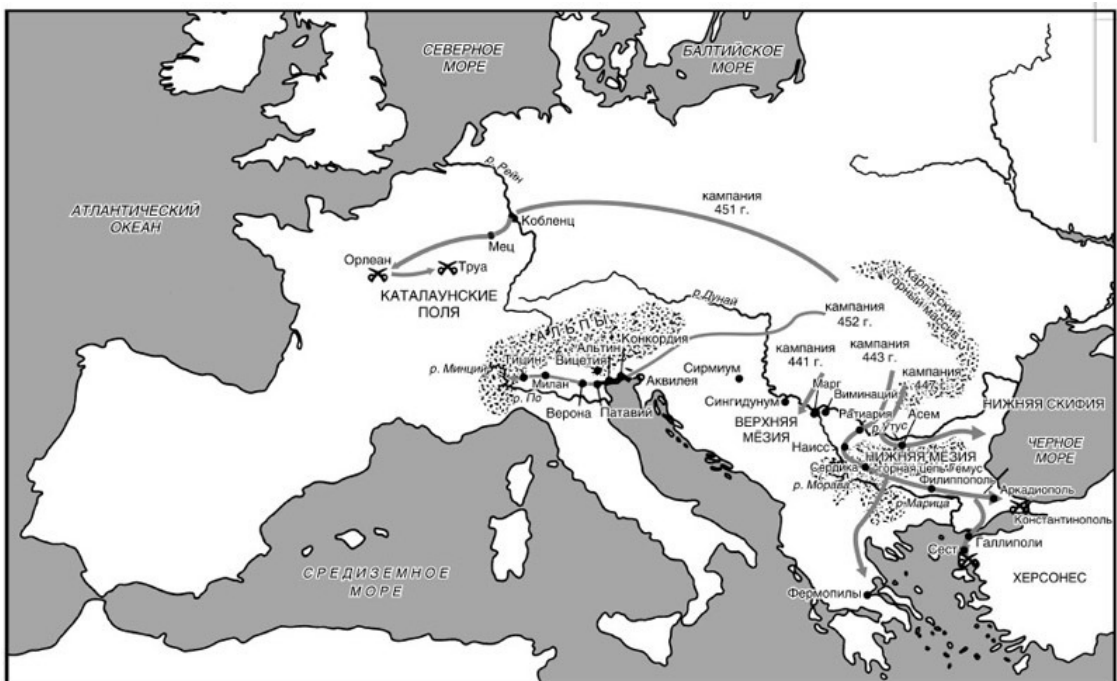 СЕВЕРНОЕ
МОРЕ
БАЛТИЙСКОЕ
МОРЕ
АТЛАНТИЧЕСКИЙ
ОКЕАН
р. Рейн
кампания
451 г.
Кобленц
Мец
Орлеан
Труа
КАТАЛАУНСКИЕ
ПОЛЯ
Карпатский
горный массив
р.Дунай
кампания
452 г.
АЛЬПЫ
Конкордия
Альтин
Тицин
Вицетия
р. Минций
Милан
р. По
Верона
Патавий
Аквилея
кампания
441 г.
кампания
443 г.
кампания
447 г.
Сирмиум
Марг
Сингидунум
Виминаций
Ратиария
р. Утус
Асем
НИЖНЯЯ СКИФИЯ
ВЕРХНЯЯ
МЁЗИЯ
Наисс
НИЖНЯЯ МЕЗИЯ
ЧЕРНОЕ
МОРЕ
Сердика
горная цепь Гемус
р. Морава
Филиппополь
р.Марица
Аркадиополь
Константинополь
Сест
Галлиполи
ХЕРСОНЕС
Фермопилы
СРЕДИЗЕМНОЕ
МОРЕ